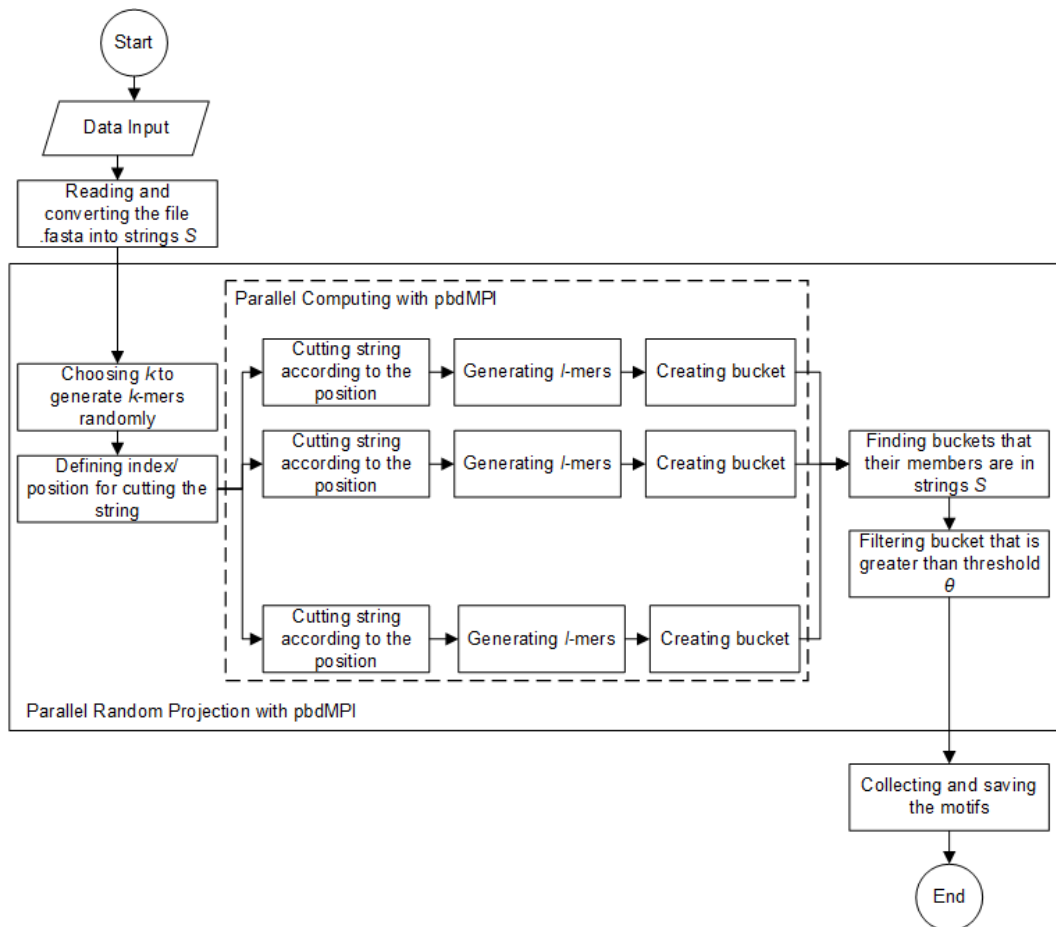 Start
Data Input
Reading and
converting the file
.fasta into strings S
Parallel Computing with pbdMPI
Choosing k to
generate k-mers
randomly
Defining index/
position for cutting the
string
Cutting string
according to the
position
Generating l-mers
Creating bucket
Cutting string
according to the
position
Generating l-mers
Creating bucket
Cutting string
according to the
position
Generating l-mers
Creating bucket
Finding buckets that
their members are in
strings S
Filtering bucket that is
greater than threshold
θ
Parallel Random Projection with pbdMPI
Collecting and saving
the motifs
End